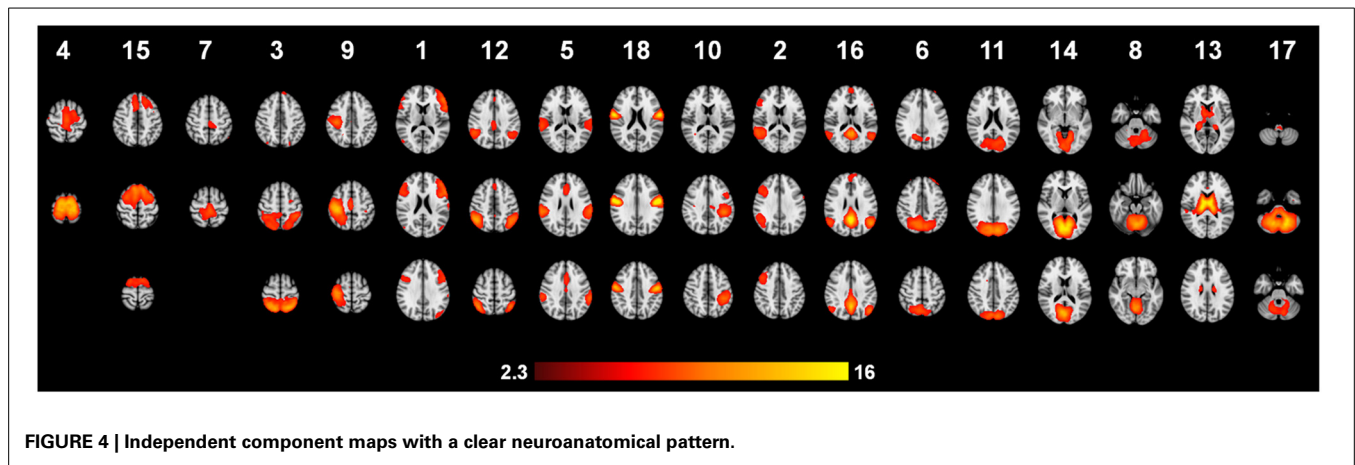 4 15 7 3 9 1 12 5 18 10 2 16 6 11 14 8 13 17
2.3 16
FIGURE 4 | Independent component maps with a clear neuroanatomical pattern.